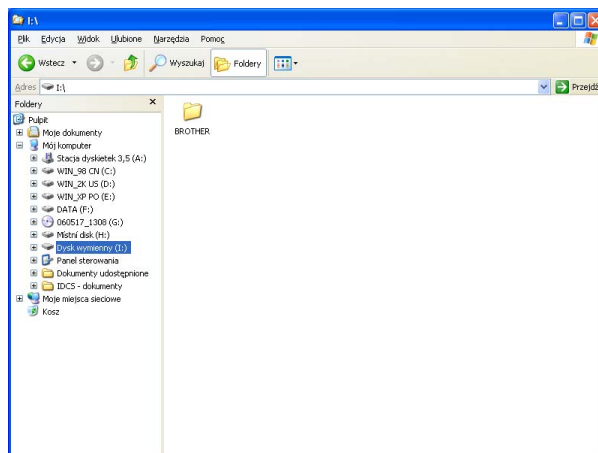 I:\
Plik Edycja Widok Ulubione Narzędzia Pomoc
Wstecz Wyszukaj Foldery
Adres I:\ Przejdź
Foldery
Pulpit
Moje dokumenty
Mój komputer
Stacja dyskietek 3,5 (A:)
WIN_98 CN (C:)
WIN_2K US (D:)
WIN_XP PO (E:)
DATA (F:)
060517_1308 (G:)
Místní disk (H:)
Dysk wymienny (I:)
Panel sterowania
Dokumenty udostępnione
IDCS - dokumenty
Moje miejsca sieciowe
Kosz
BROTHER